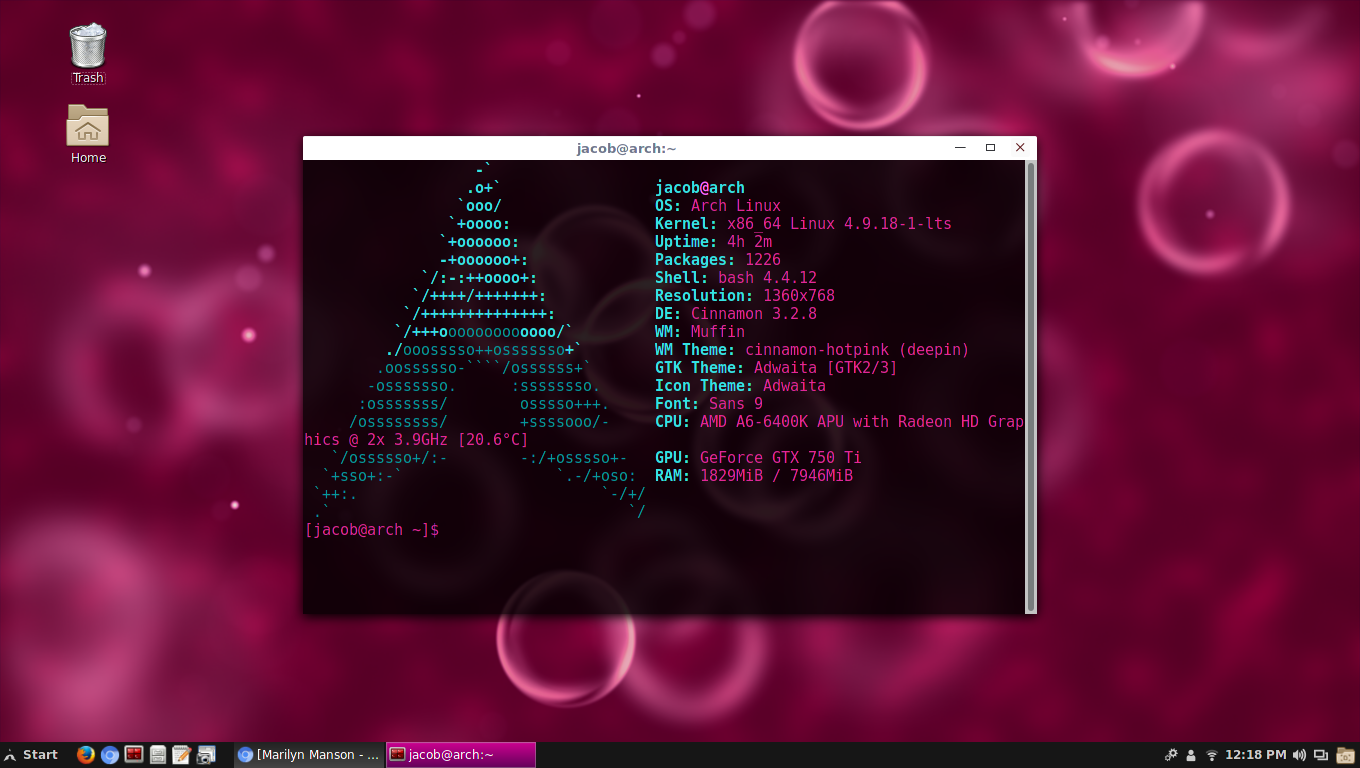 Trash
Home
jacob@arch:~
-`
.o+`
jacob@arch
`ooo/
OS: Arch Linux
`+oooo:
Kernel: x86_64 Linux 4.9.18-1-lts
`+oooooo:
Uptime: 4h 2m
-+oooooo+:
Packages: 1226
`/:-:++oooo+:
Shell: bash 4.4.12
`/++++/+++++++:
Resolution: 1360x768
`/++++++++++++++:
DE: Cinnamon 3.2.8
`/+++ooooooooooooo/`
WM: Muffin
./ooosssso++osssssso+`
WM Theme: cinnamon-hotpink (deepin)
.oossssso-````/ossssss+`
GTK Theme: Adwaita [GTK2/3]
-osssssso.      :ssssssso.
Icon Theme: Adwaita
:osssssss/        osssso+++.
Font: Sans 9
/ossssssss/        +ssssooo/-
CPU: AMD A6-6400K APU with Radeon HD Grap
hics @ 2x 3.9GHz [20.6°C]
`/ossssso+/:-        -:/+osssso+-
GPU: GeForce GTX 750 Ti
`+sso+:-`                 `.-/+oso:
RAM: 1829MiB / 7946MiB
`++:.                           `-/+/
.`                                 `/
[jacob@arch ~]$
Start
[Marilyn Manson - ...
jacob@arch:~
12:18 PM